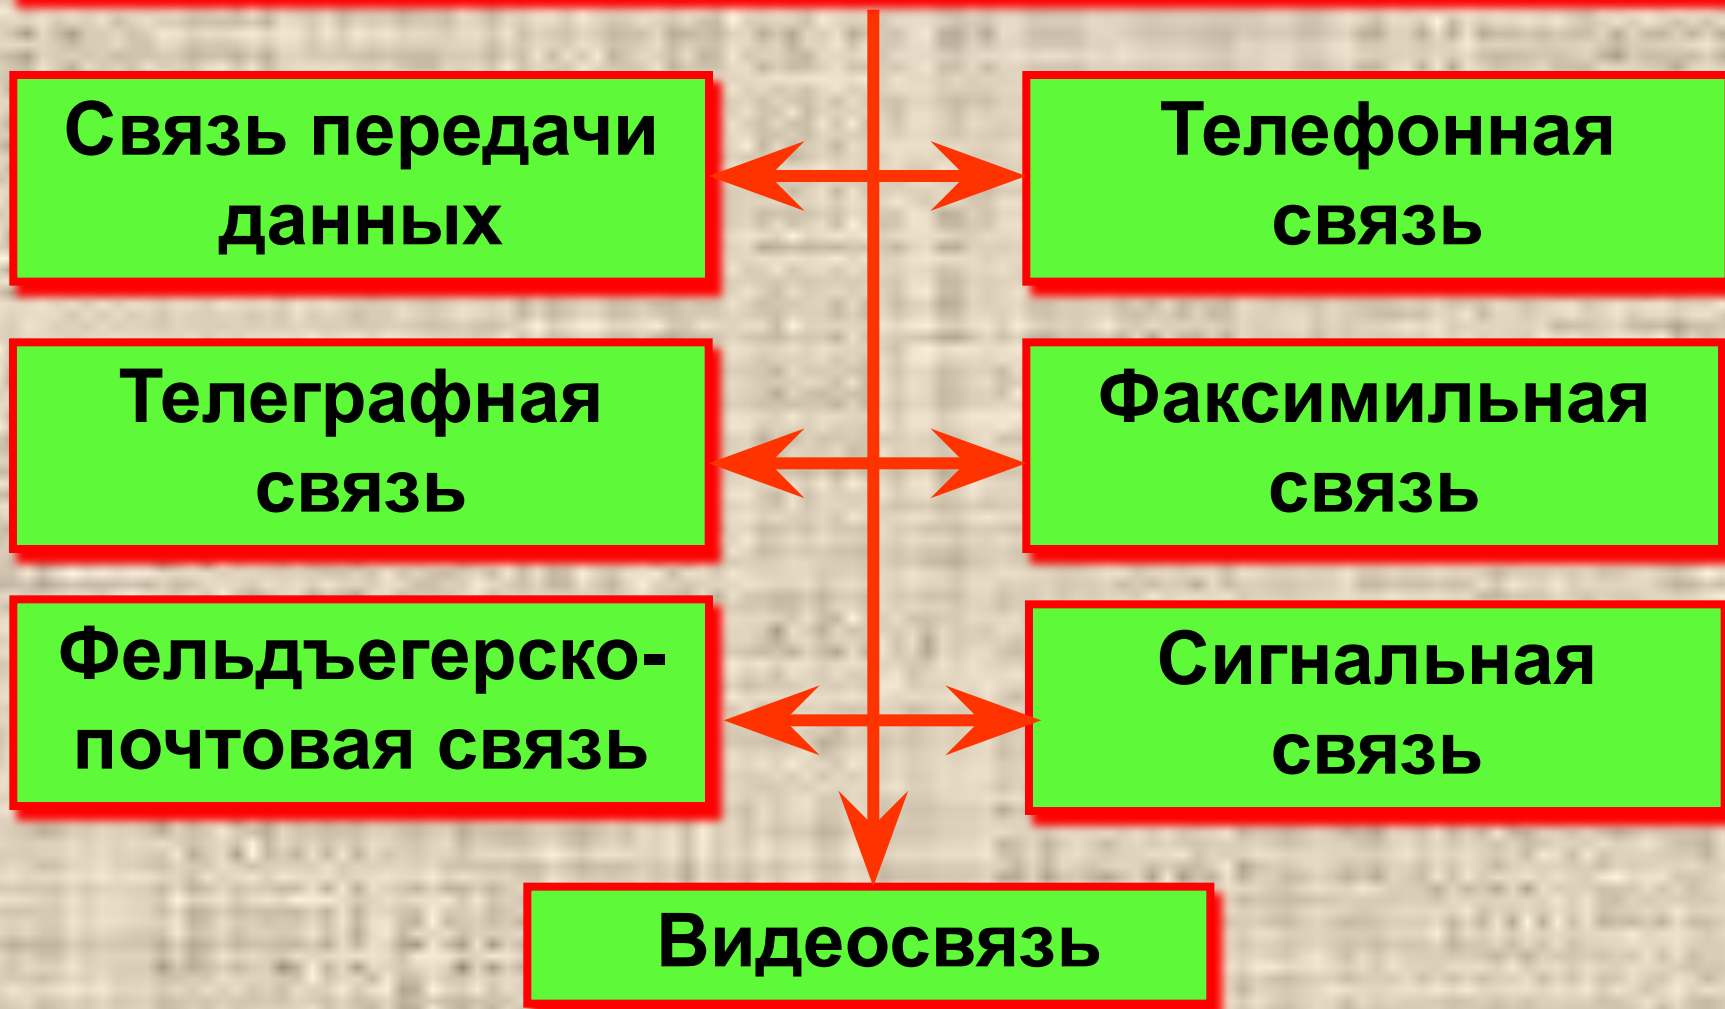 Связь передачи
данных
Телефонная
связь
Телеграфная
связь
Факсимильная
связь
Фельдъегерско-
почтовая связь
Сигнальная
связь
Видеосвязь